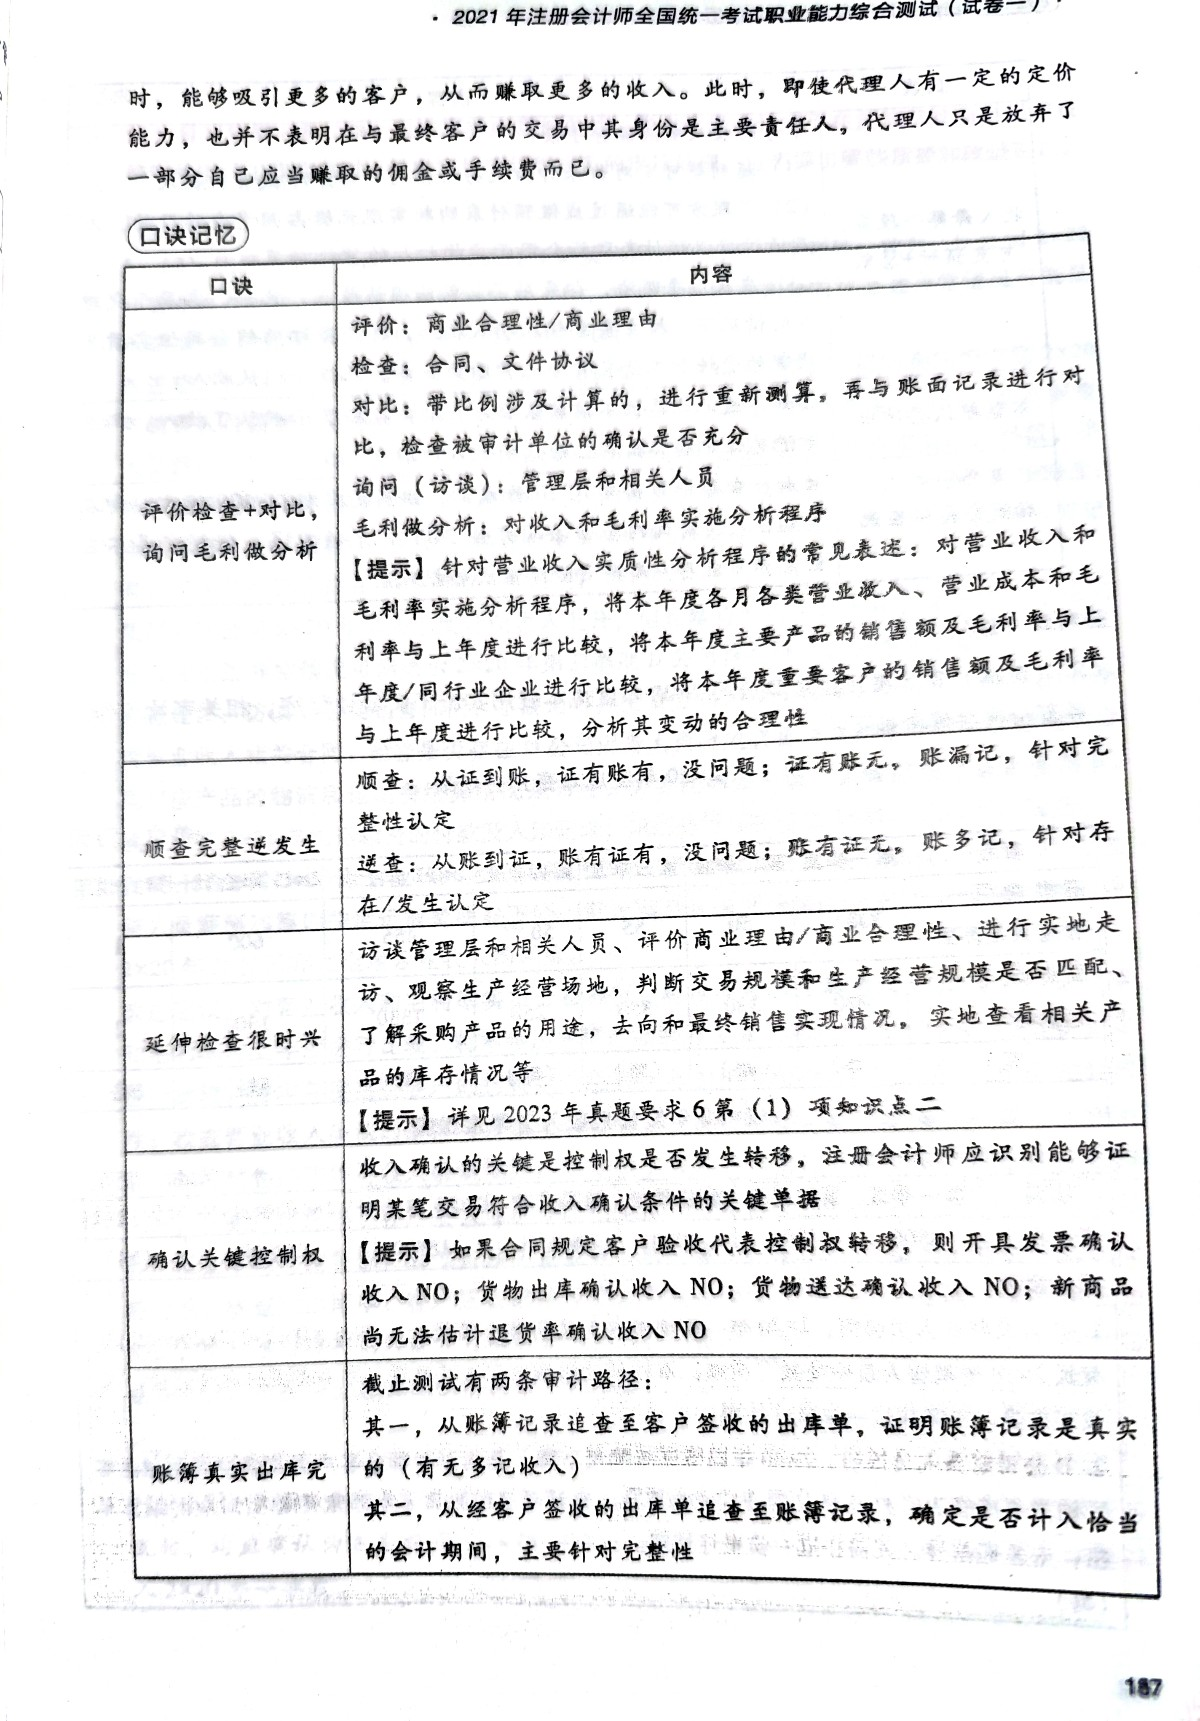 · 2021 年注册会计师全国统一考试职业能力综合测试（试卷一）·
时，能够吸引更多的客户，从而赚取更多的收入。此时，即使代理人有一定的定价
能力，也并不表明在与最终客户的交易中其身份是主要责任人，代理人只是放弃了
一部分自己应当赚取的佣金或手续费而已。
口诀记忆
口诀
内容
评价检查+对比，
询问毛利做分析
评价：商业合理性/商业理由
检查：合同、文件协议
对比：带比例涉及计算的，进行重新测算，再与账面记录进行对
比，检查被审计单位的确认是否充分
询问（访谈）：管理层和相关人员
毛利做分析：对收入和毛利率实施分析程序
【提示】针对营业收入实质性分析程序的常见表述：对营业收入和
毛利率实施分析程序，将本年度各月各类营业收入、营业成本和毛
利率与上年度进行比较，将本年度主要产品的销售额及毛利率与上
年度/同行业企业进行比较，将本年度重要客户的销售额及毛利率
与上年度进行比较，分析其变动的合理性
顺查完整逆发生
顺查：从证到账，证有账有，没问题；证有账无，账漏记，针对完
整性认定
逆查：从账到证，账有证有，没问题；账有证无，账多记，针对存
在/发生认定
延伸检查很时兴
访谈管理层和相关人员、评价商业理由/商业合理性、进行实地走
访、观察生产经营场地，判断交易规模和生产经营规模是否匹配、
了解采购产品的用途，去向和最终销售实现情况，实地查看相关产
品的库存情况等
【提示】详见 2023 年真题要求 6 第（1）项知识点二
确认关键控制权
收入确认的关键是控制权是否发生转移，注册会计师应识别能够证
明某笔交易符合收入确认条件的关键单据
【提示】如果合同规定客户验收代表控制权转移，则开具发票确认
收入 NO；货物出库确认收入 NO；货物送达确认收入 NO；新商品
尚无法估计退货率确认收入 NO
账簿真实出库完
截止测试有两条审计路径：
其一，从账簿记录追查至客户签收的出库单，证明账簿记录是真实
的（有无多记收入）
其二，从经客户签收的出库单追查至账簿记录，确定是否计入恰当
的会计期间，主要针对完整性
187